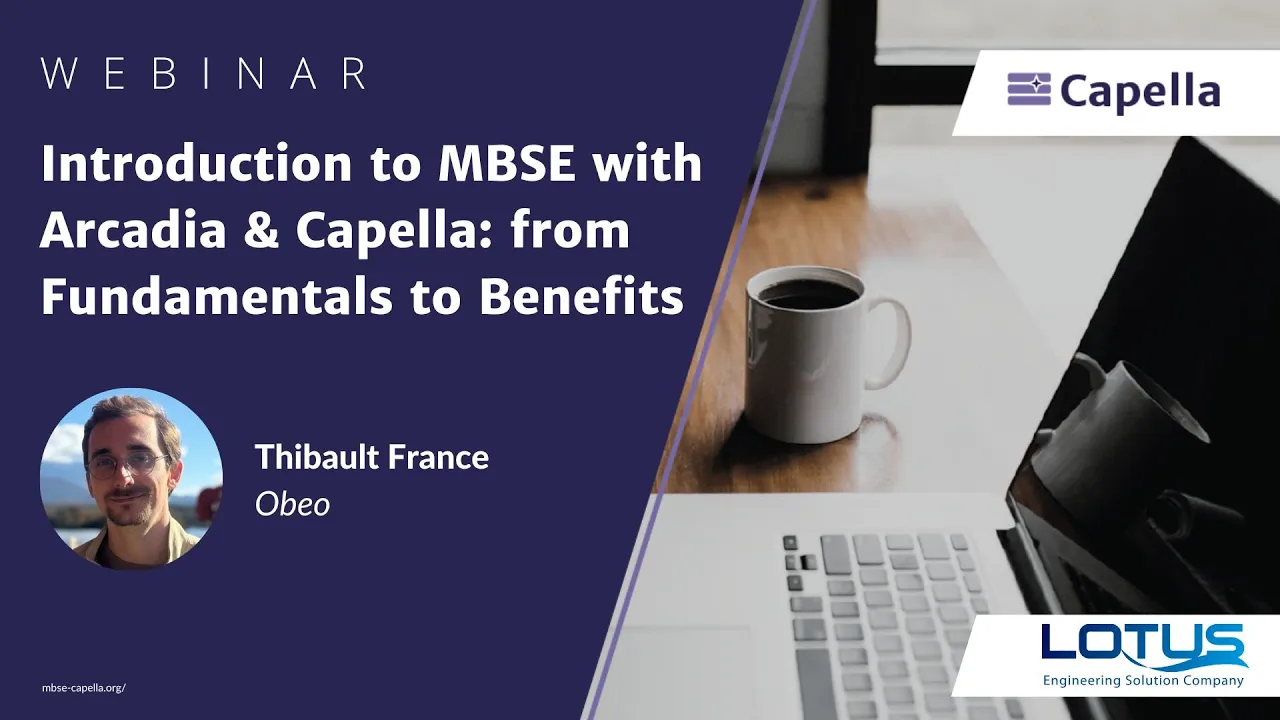 WEBINAR
Introduction to MBSE with
Arcadia & Capella: from
Fundamentals to Benefits
Thibault France
Obeo
mbse-capella.org/
Capella
LOTUS
Engineering Solution Company